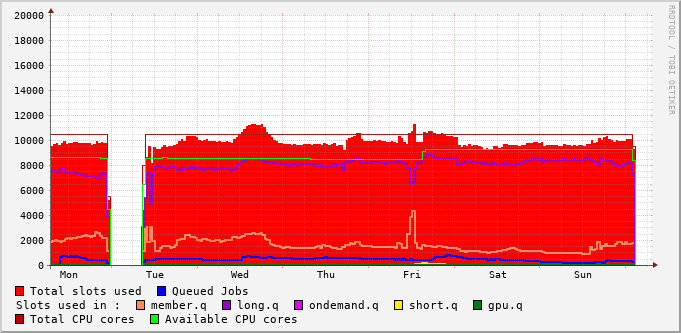 20000
18000
16000
14000
12000
10000
8000
6000
4000
2000
0
Mon Tue Wed Thu Fri Sat Sun
Total slots used Queued Jobs
Slots used in : member.q long.q ondemand.q short.q gpu.q
Total CPU cores Available CPU cores
RRDTOOL / TOBI OETIKER